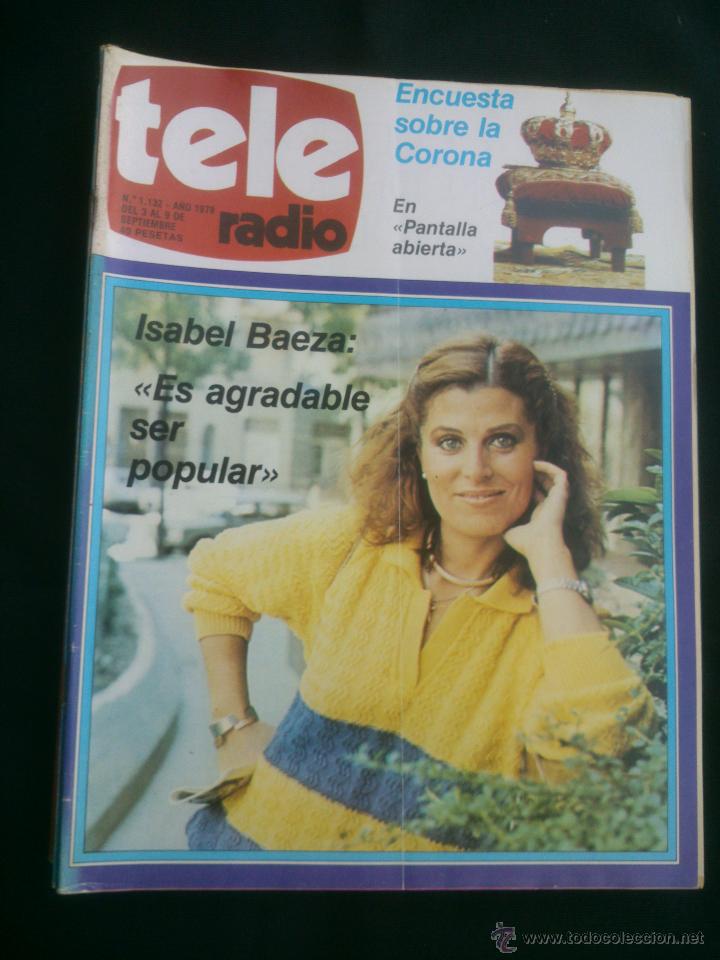 tele
radio
N.º 1.132 - AÑO 1979
DEL 3 AL 9 DE
SEPTIEMBRE
40 PESETAS
Encuesta
sobre la
Corona
En
«Pantalla
abierta»
Isabel Baeza:
«Es agradable
ser
popular»
© www.todocoleccion.net